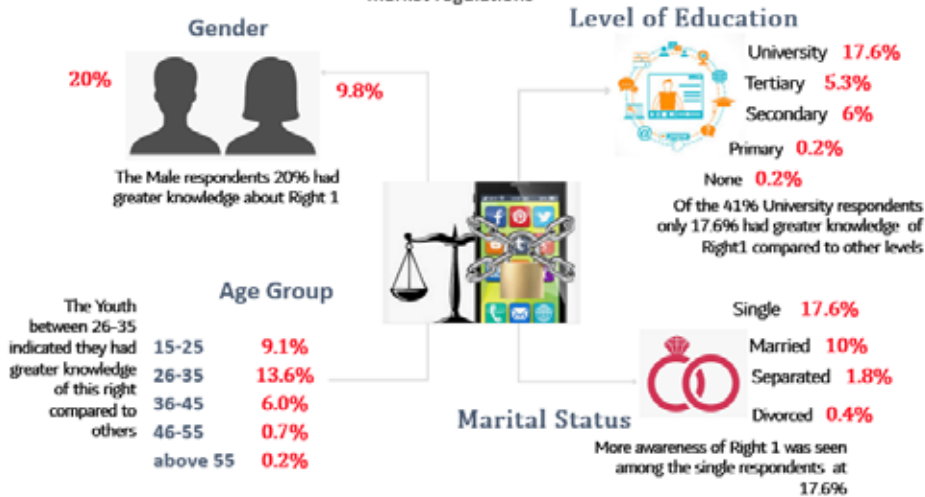 market regulations
Gender
20%
9.8%
The Male respondents 20% had
greater knowledge about Right 1
Level of Education
University 17.6%
Tertiary 5.3%
Secondary 6%
Primary 0.2%
None 0.2%
Of the 41% University respondents
only 17.6% had greater knowledge of
Right1 compared to other levels
Age Group
The Youth
between 26-35
indicated they had
greater knowledge
of this right
compared to
others
15-25 9.1%
26-35 13.6%
36-45 6.0%
46-55 0.7%
above 55 0.2%
Marital Status
Single 17.6%
Married 10%
Separated 1.8%
Divorced 0.4%
More awareness of Right 1 was seen
among the single respondents at
17.6%